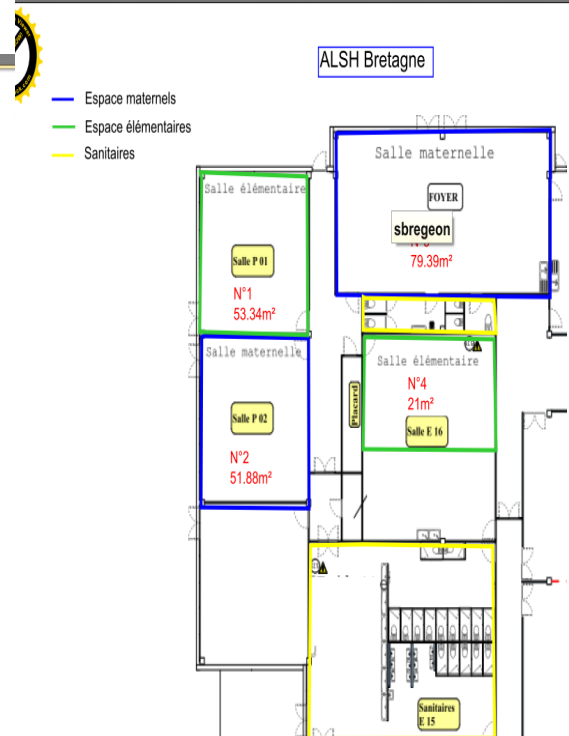 ALSH Bretagne
Espace maternels
Espace élémentaires
Sanitaires
Salle maternelle
FOYER
sbregeon
79.39m²
Salle élémentaire
Salle P 01
N°1
53.34m²
Salle maternelle
Salle P 02
N°2
51.88m²
Placard
Salle élémentaire
N°4
21m²
Salle E 16
Sanitaires
E 15